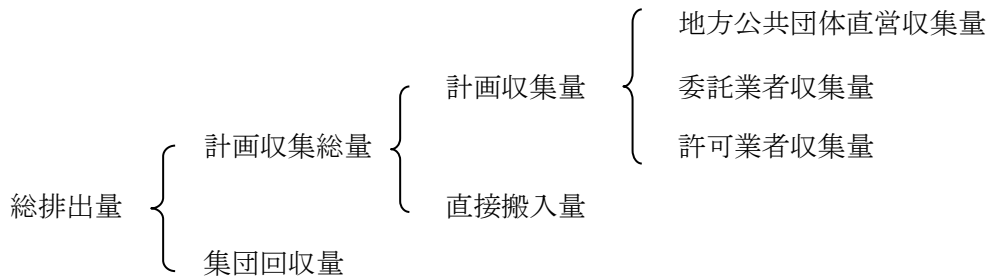 地方公共団体直営収集量
計画収集量
委託業者収集量
計画収集総量
許可業者収集量
総排出量
直接搬入量
集団回収量